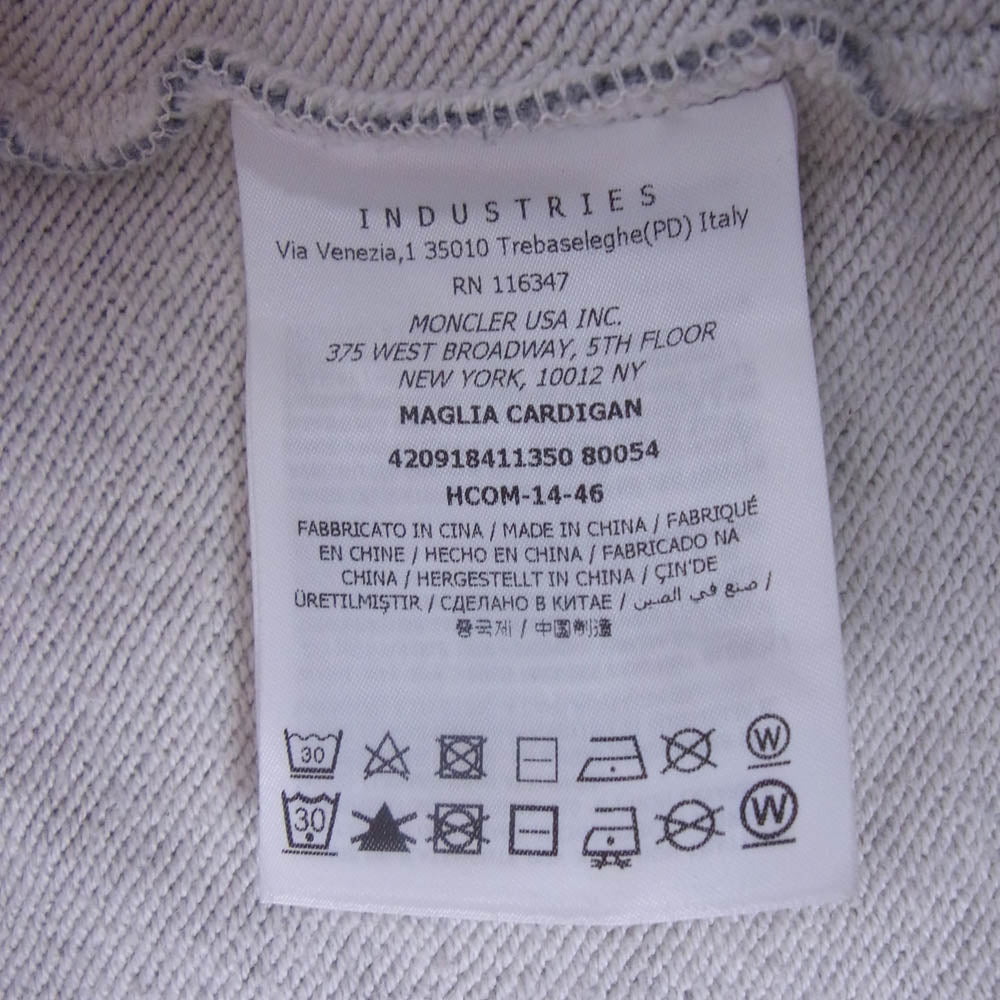 INDUSTRIES
Via Venezia,1 35010 Trebaseleghe(PD) Italy
RN 116347
MONCLER USA INC.
375 WEST BROADWAY, 5TH FLOOR
NEW YORK, 10012 NY
MAGLIA CARDIGAN
420918411350 80054
HCOM-14-46
FABBRICATO IN CINA / MADE IN CHINA / FABRIQUÉ
EN CHINE / HECHO EN CHINA / FABRICADO NA
CHINA / HERGESTELLT IN CHINA / ÇIN'DE
ÜRETILMIŞTIR / СДЕЛАНО В КИТАЕ / صنع في الصين /
중국제 / 中国制造
30 W
30 W